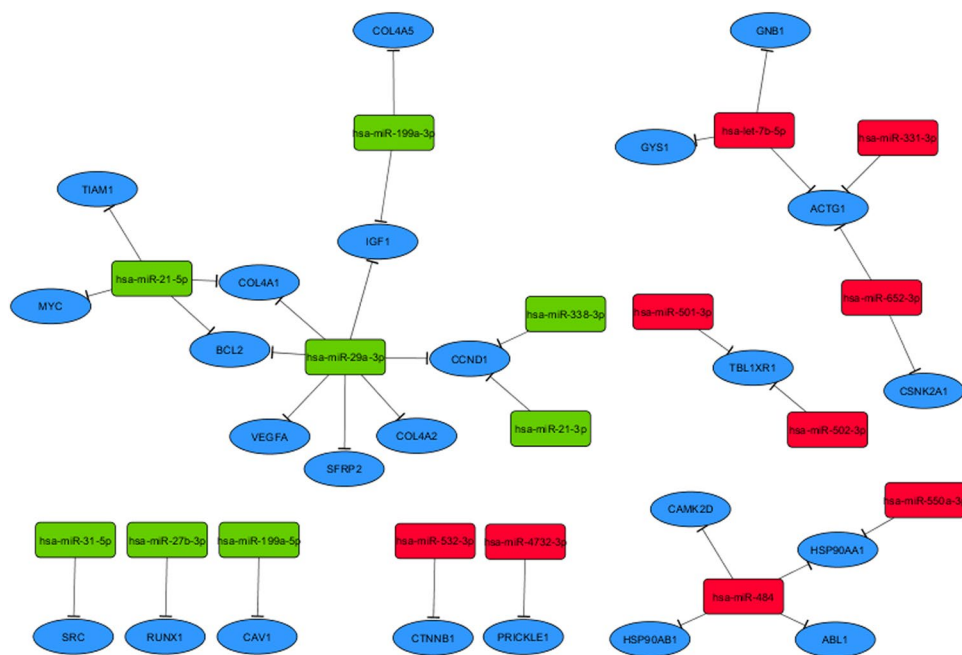 COL4A5
GNB1
hsa-miR-199a-3p
hsa-let-7b-5p
hsa-miR-331-3p
GYS1
TIAM1
ACTG1
IGF1
hsa-miR-21-5p
COL4A1
MYC
hsa-miR-652-3p
hsa-miR-338-3p
hsa-miR-501-3p
BCL2
hsa-miR-29a-3p
CCND1
TBL1XR1
CSNK2A1
hsa-miR-21-3p
hsa-miR-502-3p
VEGFA
COL4A2
SFRP2
hsa-miR-550a-3p
CAMK2D
hsa-miR-31-5p
hsa-miR-27b-3p
hsa-miR-199a-5p
hsa-miR-532-3p
hsa-miR-4732-3p
HSP90AA1
hsa-miR-484
SRC
RUNX1
CAV1
CTNNB1
PRICKLE1
HSP90AB1
ABL1